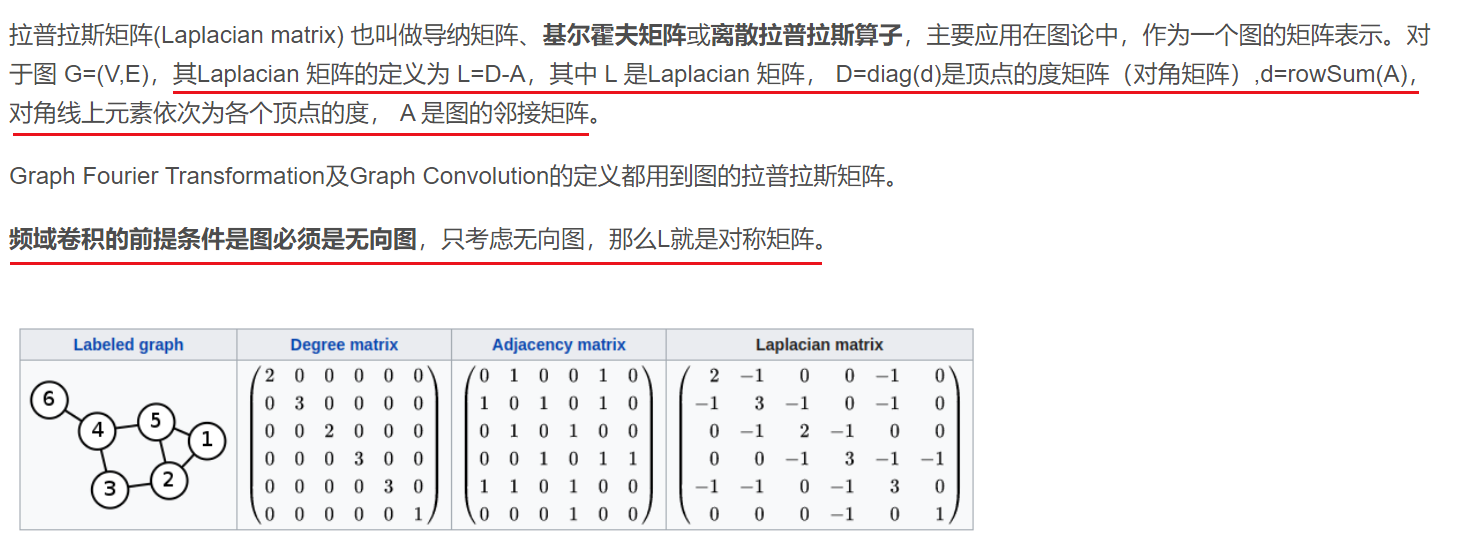 拉普拉斯矩阵(Laplacian matrix) 也叫做导纳矩阵、基尔霍夫矩阵或离散拉普拉斯算子，主要应用在图论中，作为一个图的矩阵表示。对
于图 G=(V,E)，其Laplacian 矩阵的定义为 L=D-A，其中 L 是Laplacian 矩阵， D=diag(d)是顶点的度矩阵（对角矩阵）,d=rowSum(A)，
对角线上元素依次为各个顶点的度， A 是图的邻接矩阵。
Graph Fourier Transformation及Graph Convolution的定义都用到图的拉普拉斯矩阵。
频域卷积的前提条件是图必须是无向图，只考虑无向图，那么L就是对称矩阵。
Labeled graph Degree matrix Adjacency matrix Laplacian matrix
6
4 5 1
3 2
2 0 0 0 0 0
0 3 0 0 0 0
0 0 2 0 0 0
0 0 0 3 0 0
0 0 0 0 3 0
0 0 0 0 0 1
0 1 0 0 1 0
1 0 1 0 1 0
0 1 0 1 0 0
0 0 1 0 1 1
1 1 0 1 0 0
0 0 0 1 0 0
2 −1 0 0 −1 0
−1 3 −1 0 −1 0
0 −1 2 −1 0 0
0 0 −1 3 −1 −1
−1 −1 0 −1 3 0
0 0 0 −1 0 1